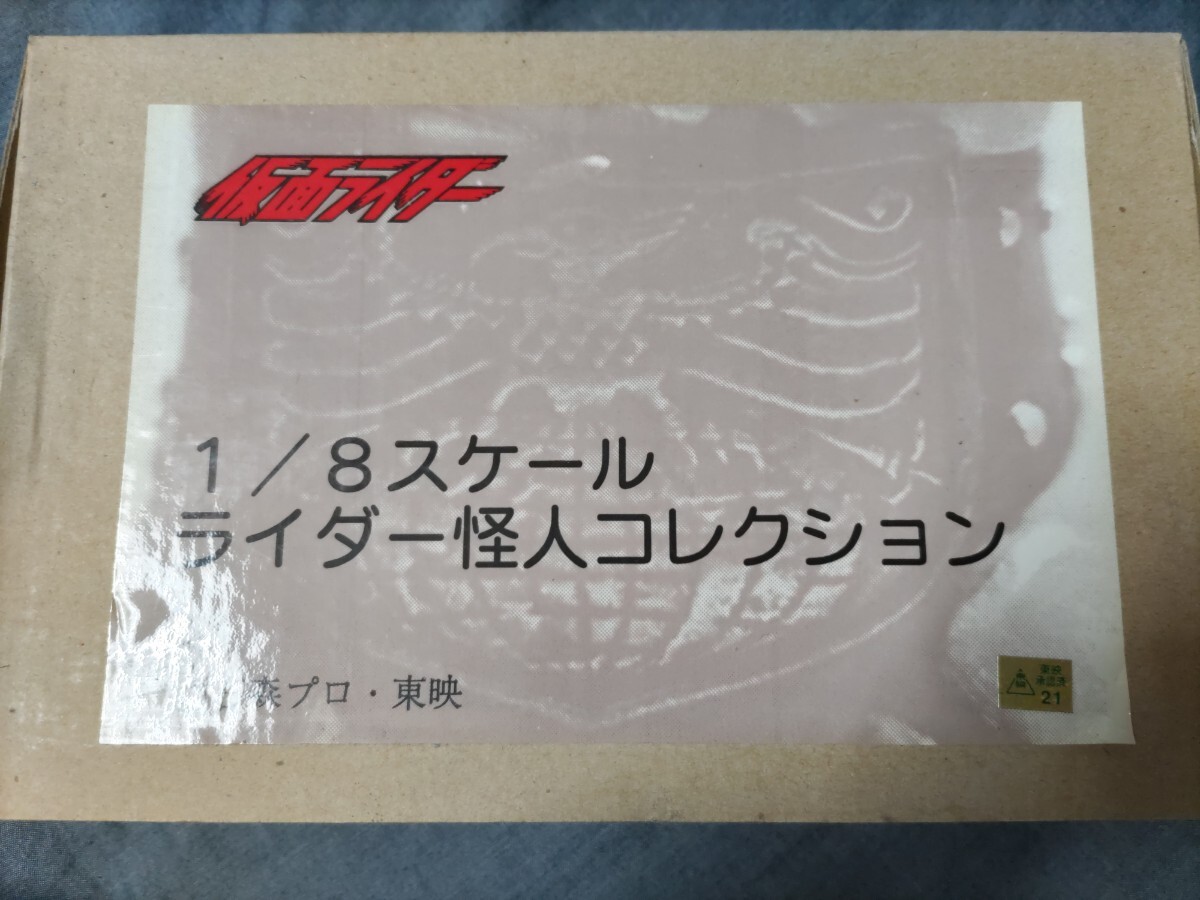 仮面ライダー
1/8スケール
ライダー怪人コレクション
森プロ・東映
東映
承認済
21